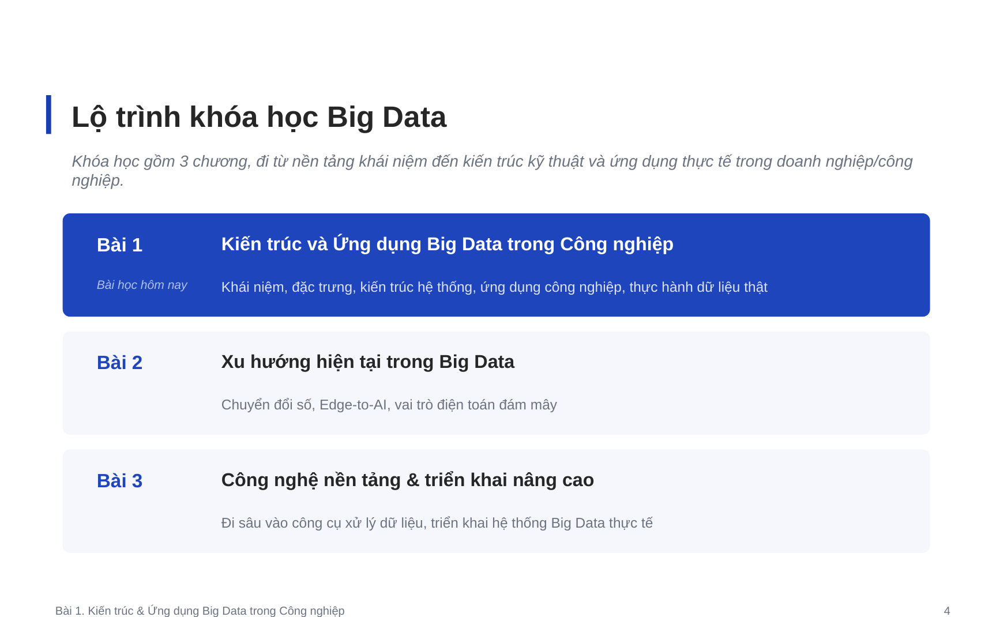 Lộ trình khóa học Big Data
Khóa học gồm 3 chương, đi từ nền tảng khái niệm đến kiến trúc kỹ thuật và ứng dụng thực tế trong doanh nghiệp/công
nghiệp.
Bài 1
Kiến trúc và Ứng dụng Big Data trong Công nghiệp
Bài học hôm nay
Khái niệm, đặc trưng, kiến trúc hệ thống, ứng dụng công nghiệp, thực hành dữ liệu thật
Bài 2
Xu hướng hiện tại trong Big Data
Chuyển đổi số, Edge-to-AI, vai trò điện toán đám mây
Bài 3
Công nghệ nền tảng & triển khai nâng cao
Đi sâu vào công cụ xử lý dữ liệu, triển khai hệ thống Big Data thực tế
Bài 1. Kiến trúc & Ứng dụng Big Data trong Công nghiệp
4